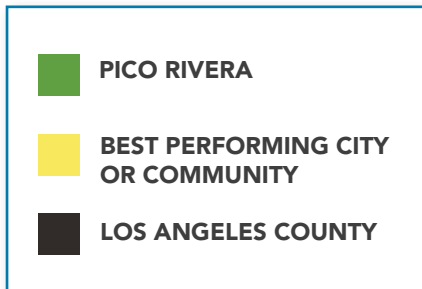 PICO RIVERA
BEST PERFORMING CITY
OR COMMUNITY
LOS ANGELES COUNTY